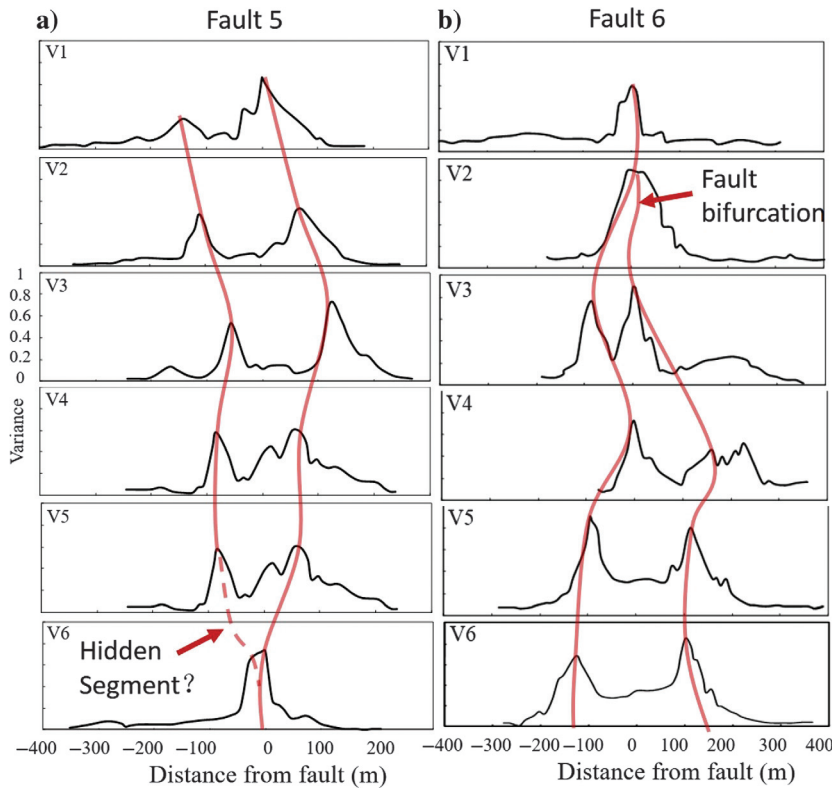 a)
Fault 5
V1
V2
V3
1
0.8
0.6
0.4
0.2
0
Variance
V4
V5
V6
Hidden
Segment?
−400 −300 −200 −100 0 100 200
Distance from fault (m)
b)
Fault 6
V1
V2
Fault
bifurcation
V3
V4
V5
V6
−400 −300 −200 −100 0 100 200 300 400
Distance from fault (m)